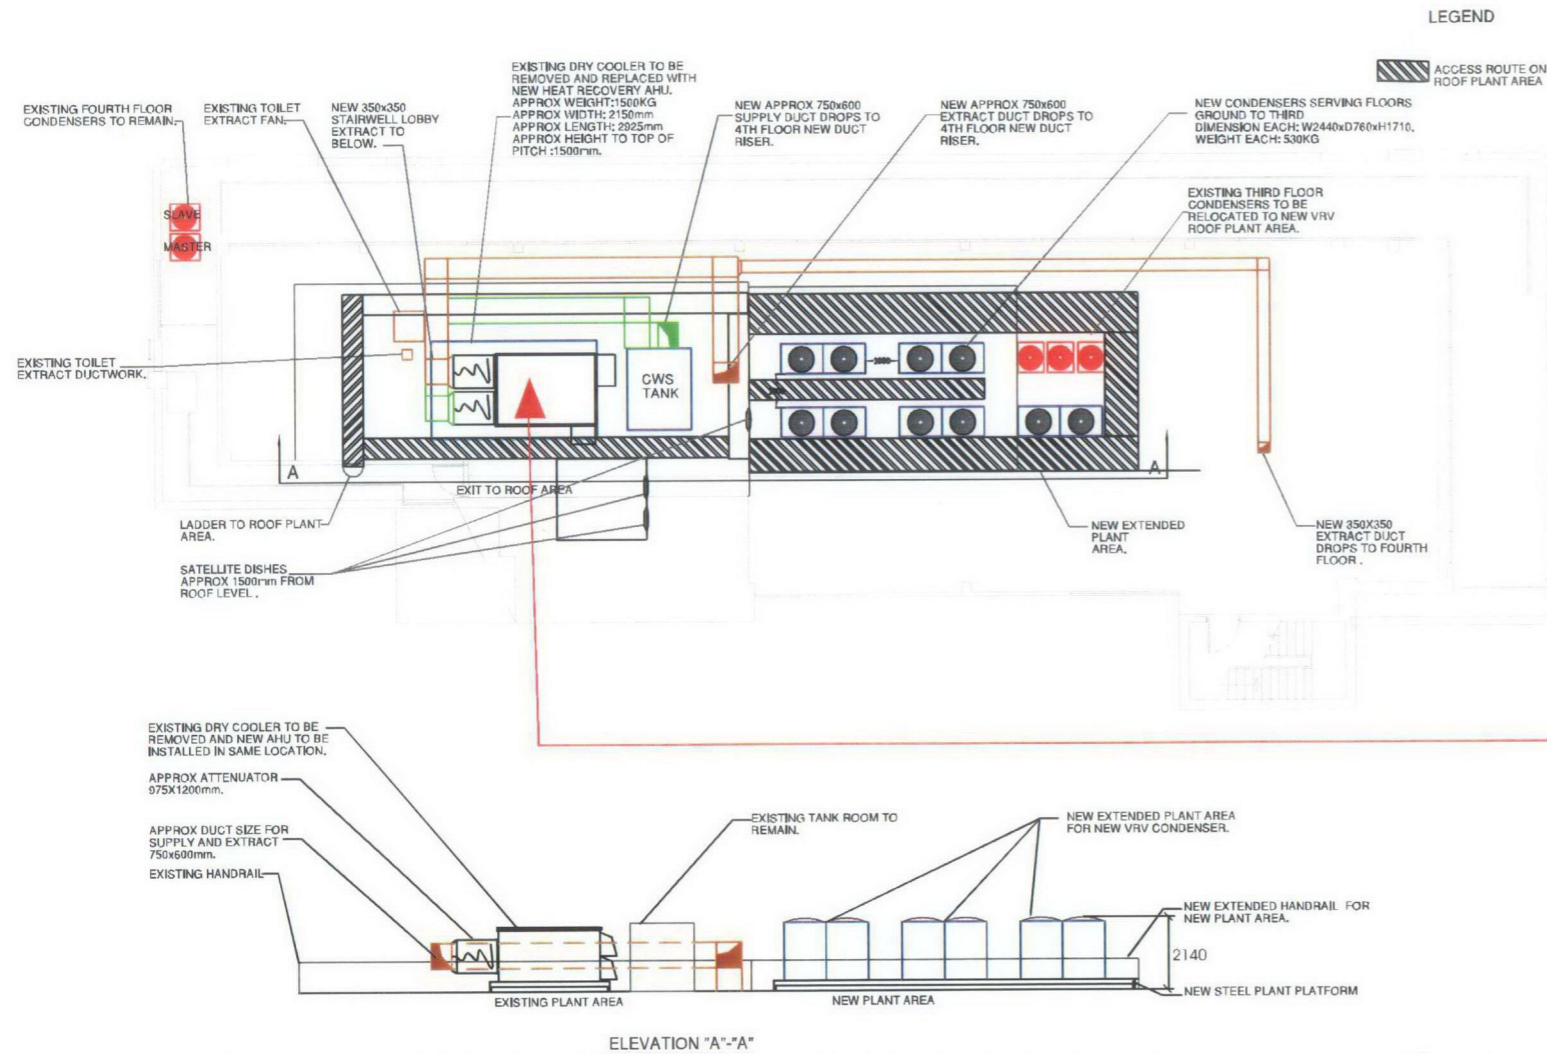 LEGEND
ACCESS ROUTE ON
ROOF PLANT AREA
EXISTING FOURTH FLOOR
CONDENSERS TO REMAIN.
EXISTING TOILET
EXTRACT FAN.
NEW 350x350
STAIRWELL LOBBY
EXTRACT TO
BELOW.
EXISTING DRY COOLER TO BE
REMOVED AND REPLACED WITH
NEW HEAT RECOVERY AHU.
APPROX WEIGHT:1500KG
APPROX WIDTH: 2150mm
APPROX LENGTH: 2925mm
APPROX HEIGHT TO TOP OF
PITCH :1500mm.
NEW APPROX 750x600
SUPPLY DUCT DROPS TO
4TH FLOOR NEW DUCT
RISER.
NEW APPROX 750x600
EXTRACT DUCT DROPS TO
4TH FLOOR NEW DUCT
RISER.
NEW CONDENSERS SERVING FLOORS
GROUND TO THIRD
DIMENSION EACH: W2440xD760xH1710.
WEIGHT EACH: 530KG
EXISTING THIRD FLOOR
CONDENSERS TO BE
RELOCATED TO NEW VRV
ROOF PLANT AREA.
SLAVE
MASTER
EXISTING TOILET
EXTRACT DUCTWORK.
CWS
TANK
A
A
EXIT TO ROOF AREA
LADDER TO ROOF PLANT
AREA.
SATELLITE DISHES
APPROX 1500mm FROM
ROOF LEVEL .
NEW EXTENDED
PLANT
AREA.
NEW 350X350
EXTRACT DUCT
DROPS TO FOURTH
FLOOR .
EXISTING DRY COOLER TO BE
REMOVED AND NEW AHU TO BE
INSTALLED IN SAME LOCATION.
APPROX ATTENUATOR
975X1200mm.
APPROX DUCT SIZE FOR
SUPPLY AND EXTRACT
750x600mm.
EXISTING HANDRAIL
EXISTING TANK ROOM TO
REMAIN.
NEW EXTENDED PLANT AREA
FOR NEW VRV CONDENSER.
NEW EXTENDED HANDRAIL FOR
NEW PLANT AREA.
2140
NEW STEEL PLANT PLATFORM
EXISTING PLANT AREA
NEW PLANT AREA
ELEVATION "A"-"A"